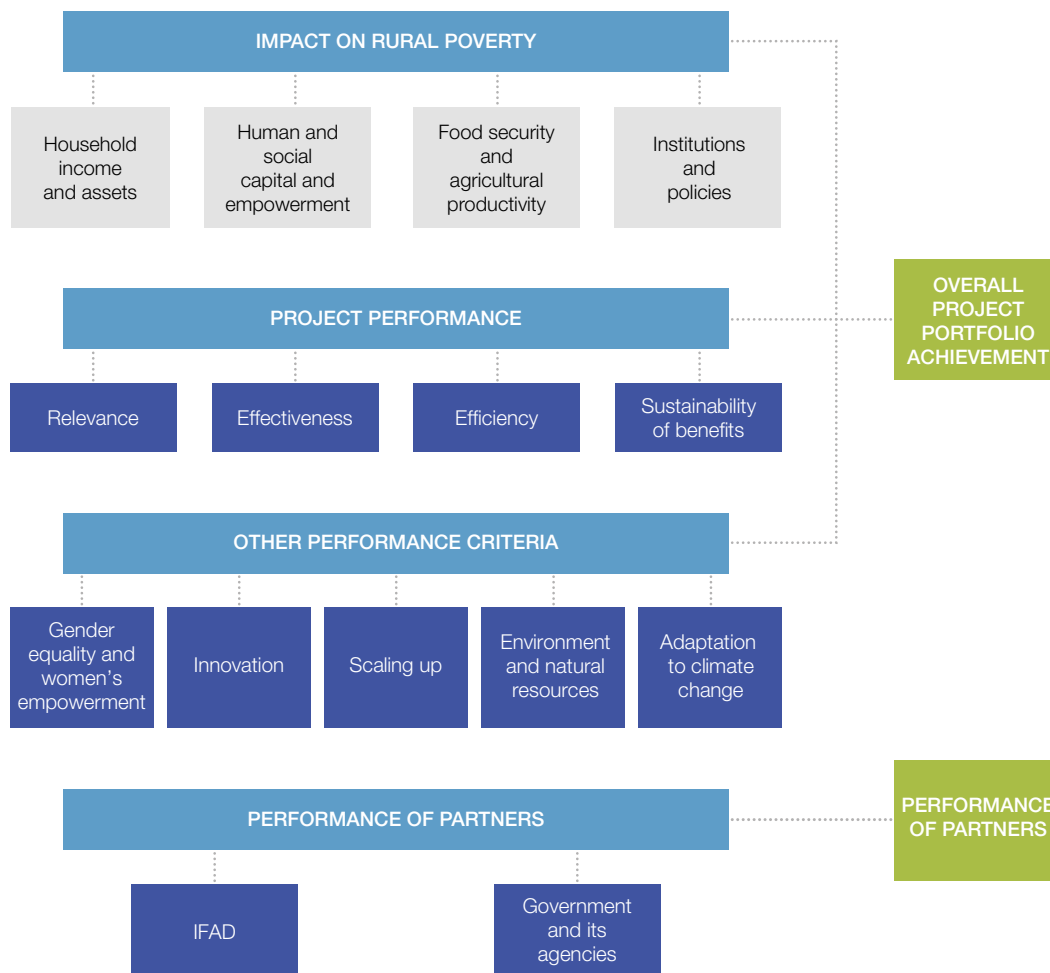 IMPACT ON RURAL POVERTY
Household
income
and assets
Human and
social
capital and
empowerment
Food security
and
agricultural
productivity
Institutions
and
policies
PROJECT PERFORMANCE
OVERALL
PROJECT
PORTFOLIO
ACHIEVEMENT
Relevance
Effectiveness
Efficiency
Sustainability
of benefits
OTHER PERFORMANCE CRITERIA
Gender
equality and
women's
empowerment
Innovation
Scaling up
Environment
and natural
resources
Adaptation
to climate
change
PERFORMANCE OF PARTNERS
PERFORMANCE
OF PARTNERS
IFAD
Government
and its
agencies